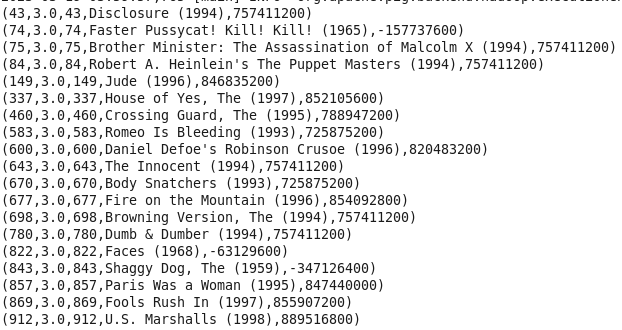 (43,3.0,43,Disclosure (1994),757411200)
(74,3.0,74,Faster Pussycat! Kill! Kill! (1965),-157737600)
(75,3.0,75,Brother Minister: The Assassination of Malcolm X (1994),757411200)
(84,3.0,84,Robert A. Heinlein's The Puppet Masters (1994),757411200)
(149,3.0,149,Jude (1996),846835200)
(337,3.0,337,House of Yes, The (1997),852105600)
(460,3.0,460,Crossing Guard, The (1995),788947200)
(583,3.0,583,Romeo Is Bleeding (1993),725875200)
(600,3.0,600,Daniel Defoe's Robinson Crusoe (1996),820483200)
(643,3.0,643,The Innocent (1994),757411200)
(670,3.0,670,Body Snatchers (1993),725875200)
(677,3.0,677,Fire on the Mountain (1996),854092800)
(698,3.0,698,Browning Version, The (1994),757411200)
(780,3.0,780,Dumb & Dumber (1994),757411200)
(822,3.0,822,Faces (1968),-63129600)
(843,3.0,843,Shaggy Dog, The (1959),-347126400)
(857,3.0,857,Paris Was a Woman (1995),847440000)
(869,3.0,869,Fools Rush In (1997),855907200)
(912,3.0,912,U.S. Marshalls (1998),889516800)